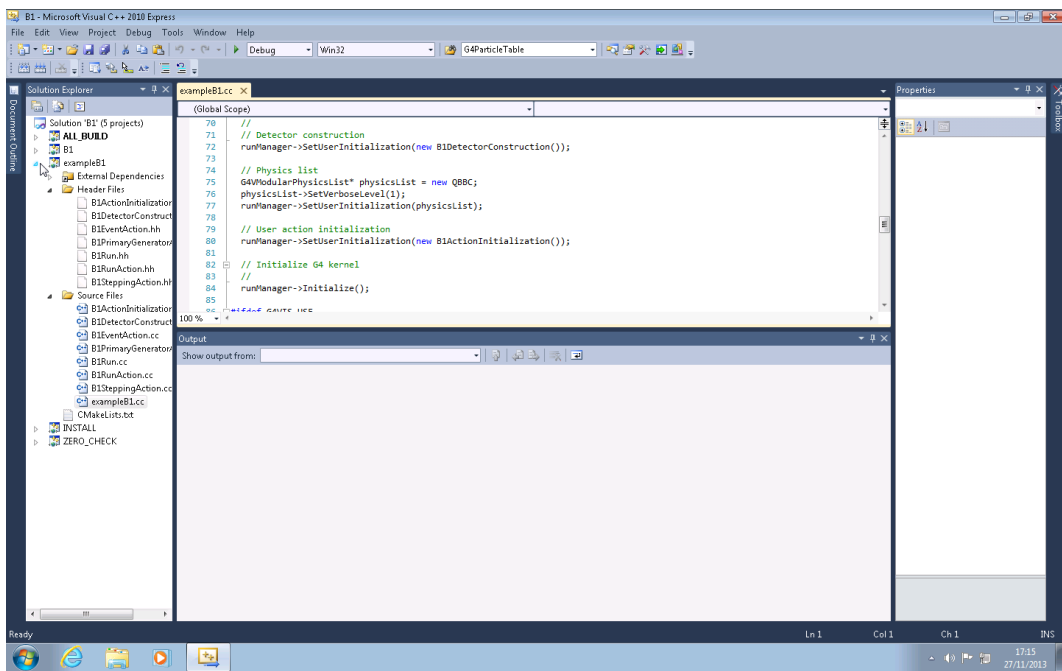 B1 - Microsoft Visual C++ 2010 Express
File Edit View Project Debug Tools Window Help
Debug Win32 G4ParticleTable
Document Outline
Solution Explorer
Solution 'B1' (5 projects)
ALL_BUILD
B1
exampleB1
External Dependencies
Header Files
B1ActionInitialization
B1DetectorConstruct
B1EventAction.hh
B1PrimaryGenerator
B1Run.hh
B1RunAction.hh
B1SteppingAction.hh
Source Files
B1ActionInitialization
B1DetectorConstruct
B1EventAction.cc
B1PrimaryGenerator
B1Run.cc
B1RunAction.cc
B1SteppingAction.cc
exampleB1.cc
CMakeLists.txt
INSTALL
ZERO_CHECK
exampleB1.cc
(Global Scope)
70 //
71 // Detector construction
72 runManager->SetUserInitialization(new B1DetectorConstruction());
73
74 // Physics list
75 G4VModularPhysicsList* physicsList = new QBBC;
76 physicsList->SetVerboseLevel(1);
77 runManager->SetUserInitialization(physicsList);
78
79 // User action initialization
80 runManager->SetUserInitialization(new B1ActionInitialization());
81
82 // Initialize G4 kernel
83 //
84 runManager->Initialize();
85
86 #ifdef G4VIS_USE
100 %
Output
Show output from:
Properties
Toolbox
Ready Ln 1 Col 1 Ch 1 INS
17:15
27/11/2013